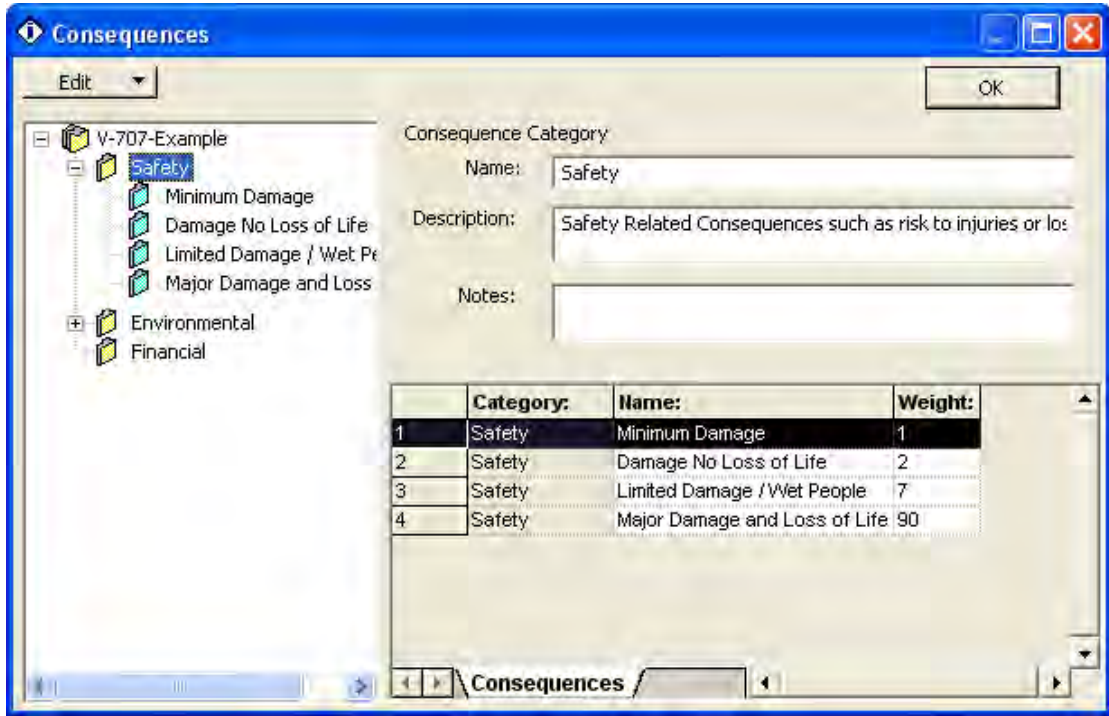 Consequences
Edit
OK
V-707-Example
Safety
Minimum Damage
Damage No Loss of Life
Limited Damage / Wet Pe
Major Damage and Loss
Environmental
Financial
Consequence Category
Name: Safety
Description: Safety Related Consequences such as risk to injuries or los
Notes:
Category: Name: Weight:
1 Safety Minimum Damage 1
2 Safety Damage No Loss of Life 2
3 Safety Limited Damage / Wet People 7
4 Safety Major Damage and Loss of Life 90
Consequences